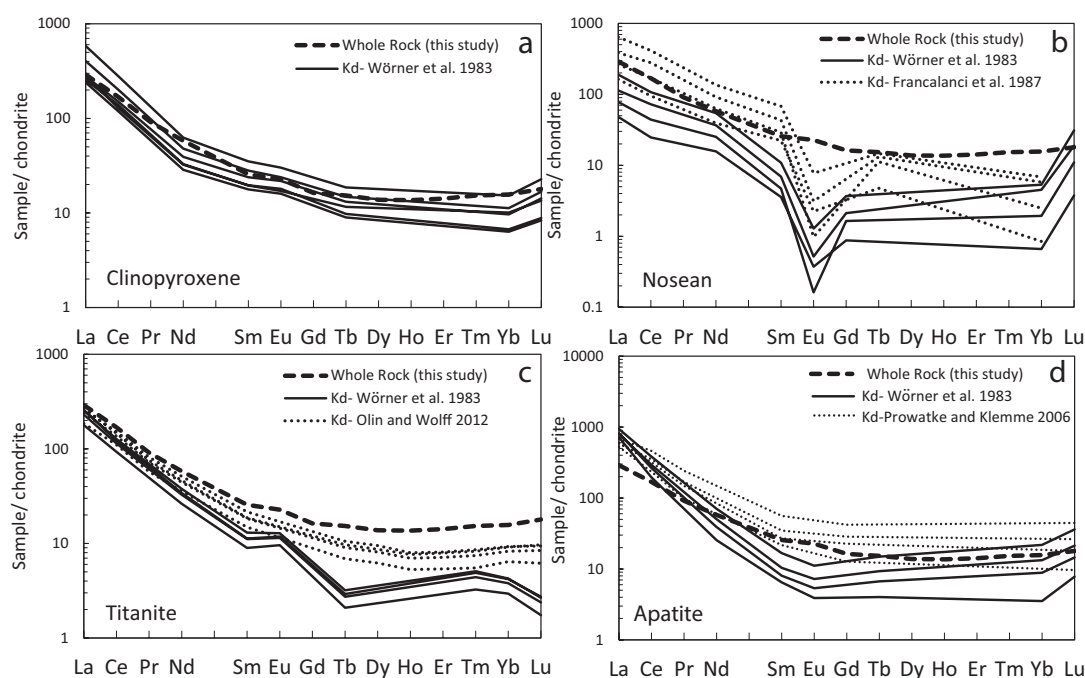 1000
100
10
1
Sample/ chondrite
Whole Rock (this study)
Kd- Wörner et al. 1983
a
Clinopyroxene
La Ce Pr Nd Sm Eu Gd Tb Dy Ho Er Tm Yb Lu
1000
100
10
1
0.1
Sample/ chondrite
Whole Rock (this study)
Kd- Wörner et al. 1983
Kd- Francalanci et al. 1987
b
Nosean
La Ce Pr Nd Sm Eu Gd Tb Dy Ho Er Tm Yb Lu
1000
100
10
1
Sample/ chondrite
Whole Rock (this study)
Kd- Wörner et al. 1983
Kd- Olin and Wolff 2012
c
Titanite
La Ce Pr Nd Sm Eu Gd Tb Dy Ho Er Tm Yb Lu
10000
1000
100
10
1
Sample/ chondrite
Whole Rock (this study)
Kd- Wörner et al. 1983
Kd-Prowatke and Klemme 2006
d
Apatite
La Ce Pr Nd Sm Eu Gd Tb Dy Ho Er Tm Yb Lu